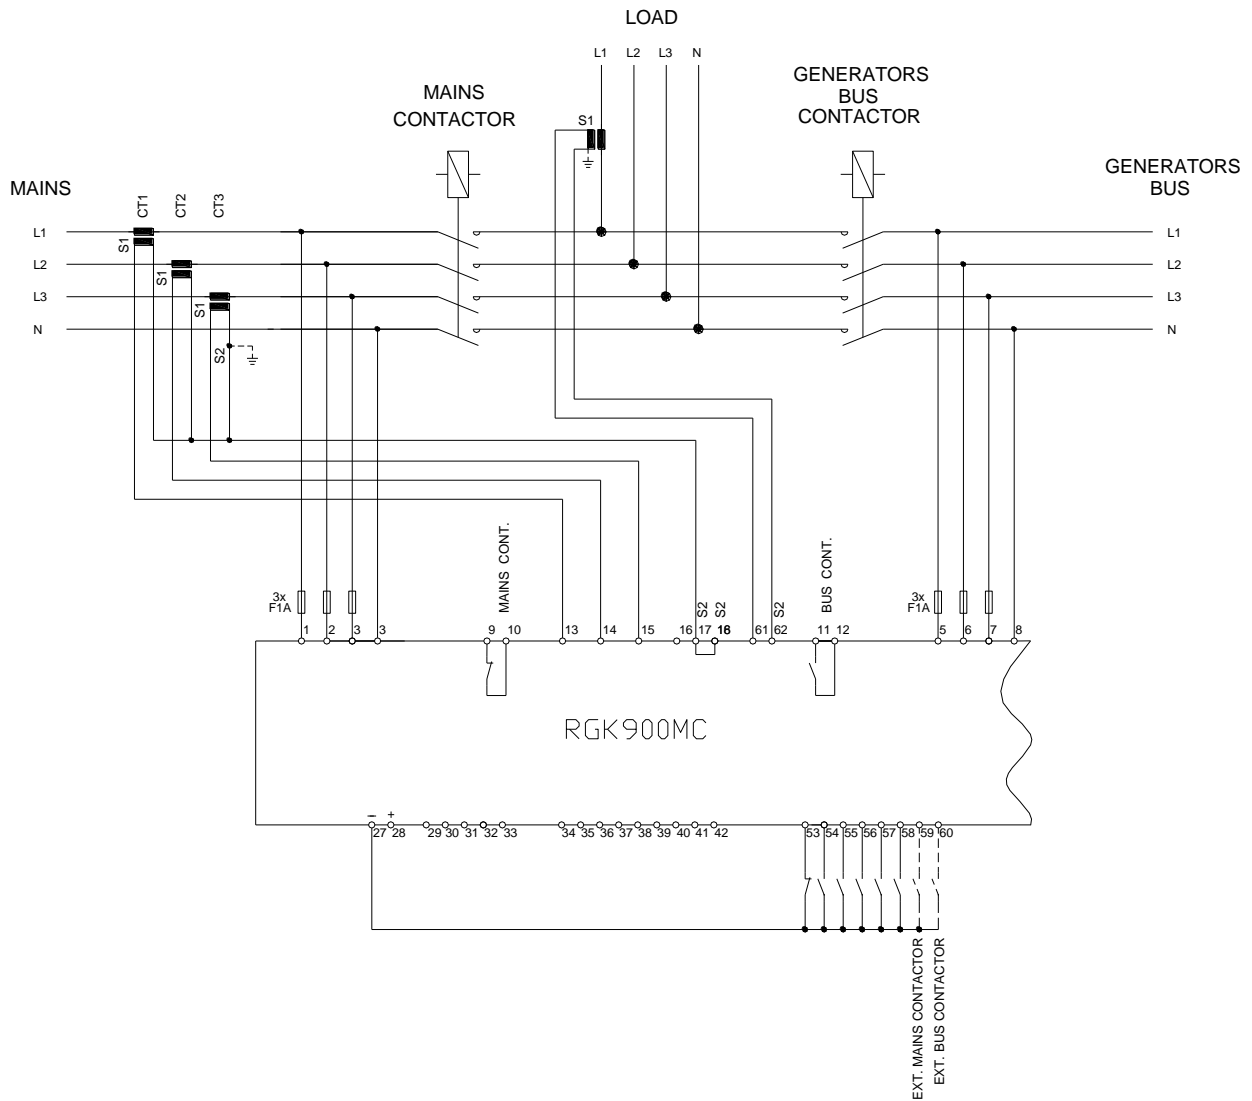 LOAD
L1 L2 L3 N
MAINS
CONTACTOR
GENERATORS
BUS
CONTACTOR
S1
MAINS
GENERATORS
BUS
CT1 CT2 CT3
L1
L2
L3
N
S1
S1
S1
S2
L1
L2
L3
N
3x
F1A
MAINS CONT.
S2 S2 S2
BUS CONT.
3x
F1A
1 2 3 3 9 10 13 14 15 16 17 18 61 62 11 12 5 6 7 8
RGK900MC
– +
27 28 29 30 31 32 33 34 35 36 37 38 39 40 41 42 53 54 55 56 57 58 59 60
EXT. MAINS CONTACTOR
EXT. BUS CONTACTOR